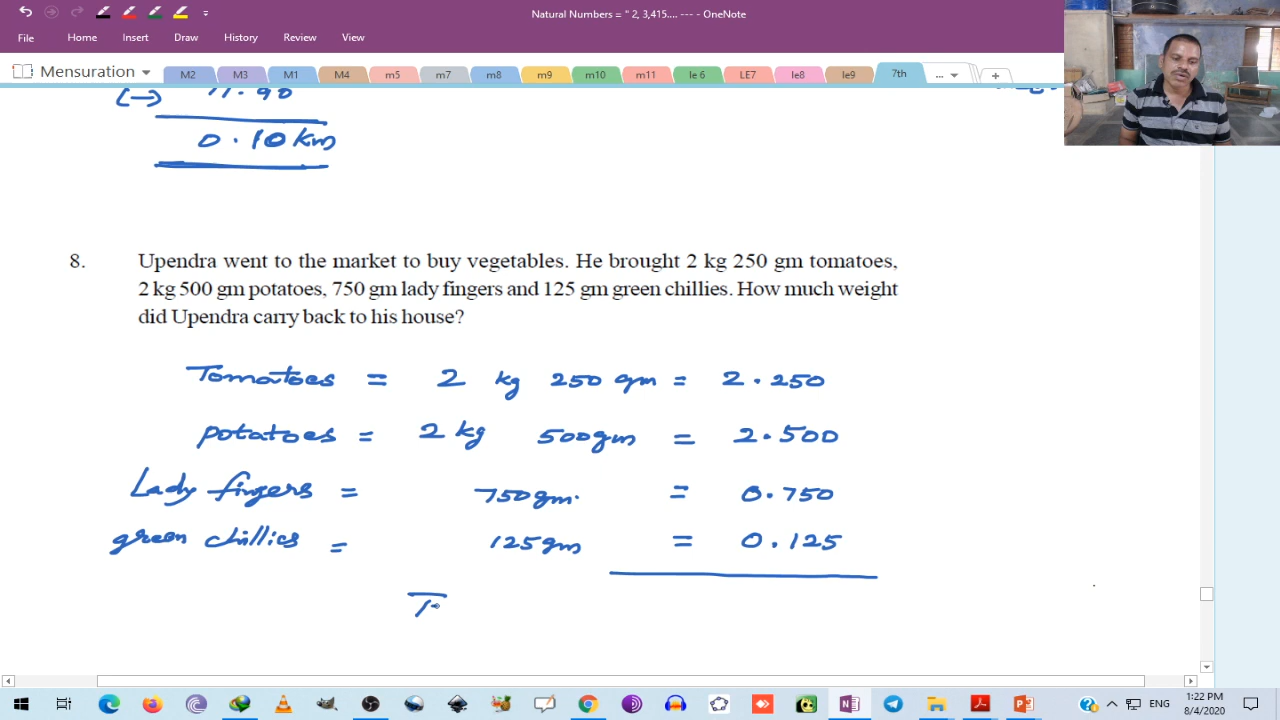 Natural Numbers = " 2, 3,415.... --- - OneNote
File Home Insert Draw History Review View
Mensuration M2 M3 M1 M4 m5 m7 m8 m9 m10 m11 le 6 LE7 le8 le9 7th ... +
0.10 Km
8. Upendra went to the market to buy vegetables. He brought 2 kg 250 gm tomatoes,
2 kg 500 gm potatoes, 750 gm lady fingers and 125 gm green chillies. How much weight
did Upendra carry back to his house?
Tomatoes = 2 kg 250 gm = 2.250
potatoes = 2 kg 500gm = 2.500
Lady fingers = 750gm. = 0.750
green chillies = 125gm = 0.125
ENG
1:22 PM
8/4/2020